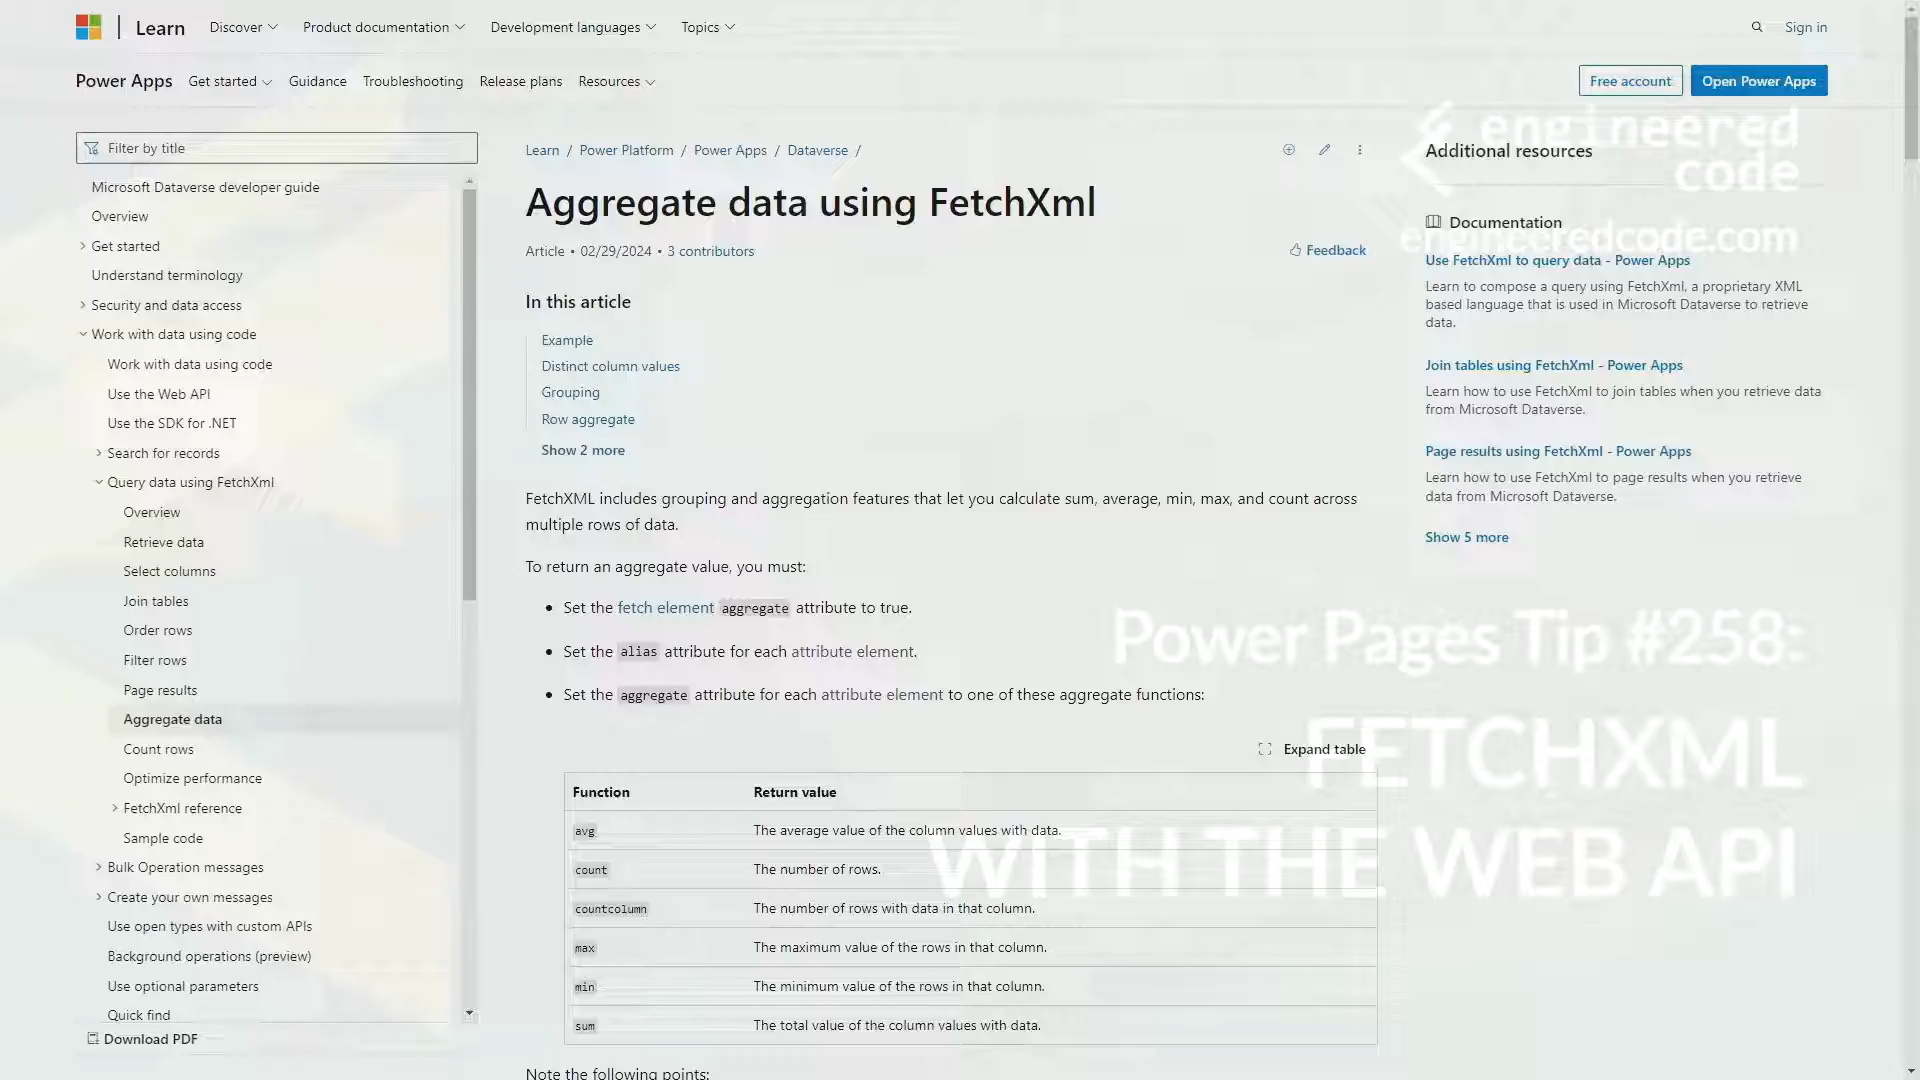 Learn
Discover
Product documentation
Development languages
Topics
Sign in
Power Apps
Get started
Guidance
Troubleshooting
Release plans
Resources
Free account
Open Power Apps
Filter by title
Microsoft Dataverse developer guide
Overview
Get started
Understand terminology
Security and data access
Work with data using code
Work with data using code
Use the Web API
Use the SDK for .NET
Search for records
Query data using FetchXml
Overview
Retrieve data
Select columns
Join tables
Order rows
Filter rows
Page results
Aggregate data
Count rows
Optimize performance
FetchXml reference
Sample code
Bulk Operation messages
Create your own messages
Use open types with custom APIs
Background operations (preview)
Use optional parameters
Quick find
Download PDF
Learn / Power Platform / Power Apps / Dataverse /
Aggregate data using FetchXml
Article • 02/29/2024 • 3 contributors
Feedback
In this article
Example
Distinct column values
Grouping
Row aggregate
Show 2 more
FetchXML includes grouping and aggregation features that let you calculate sum, average, min, max, and count across
multiple rows of data.
To return an aggregate value, you must:
• Set the fetch element aggregate attribute to true.
• Set the alias attribute for each attribute element.
• Set the aggregate attribute for each attribute element to one of these aggregate functions:
Expand table
Function Return value
avg The average value of the column values with data.
count The number of rows.
countcolumn The number of rows with data in that column.
max The maximum value of the rows in that column.
min The minimum value of the rows in that column.
sum The total value of the column values with data.
Note the following points:
Additional resources
Documentation
Use FetchXml to query data - Power Apps
Learn to compose a query using FetchXml, a proprietary XML
based language that is used in Microsoft Dataverse to retrieve
data.
Join tables using FetchXml - Power Apps
Learn how to use FetchXml to join tables when you retrieve data
from Microsoft Dataverse.
Page results using FetchXml - Power Apps
Learn how to use FetchXml to page results when you retrieve
data from Microsoft Dataverse.
Show 5 more
engineered
code
engineeredcode.com
Power Pages Tip #258:
FETCHXML
WITH THE WEB API